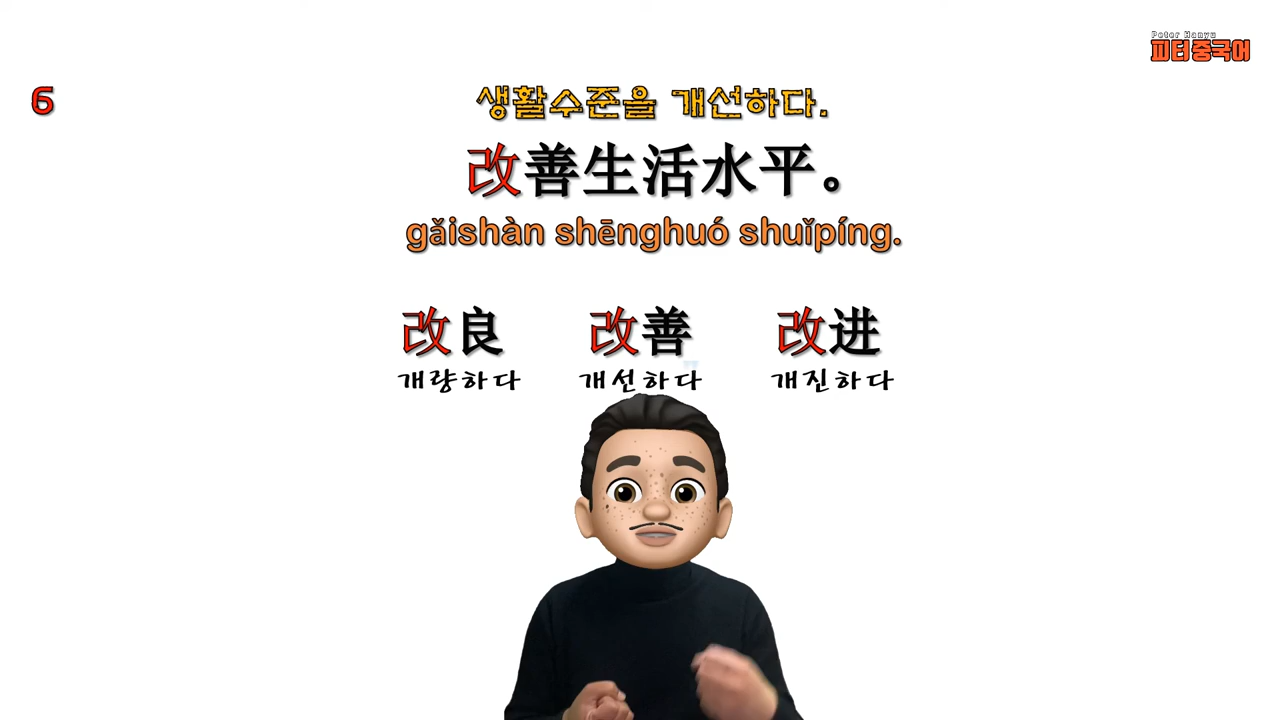 Peter Hanyu
피터중국어
6
생활수준을 개선하다.
改善生活水平。
gǎishàn shēnghuó shuǐpíng.
改良 改善 改进
개량하다 개선하다 개진하다